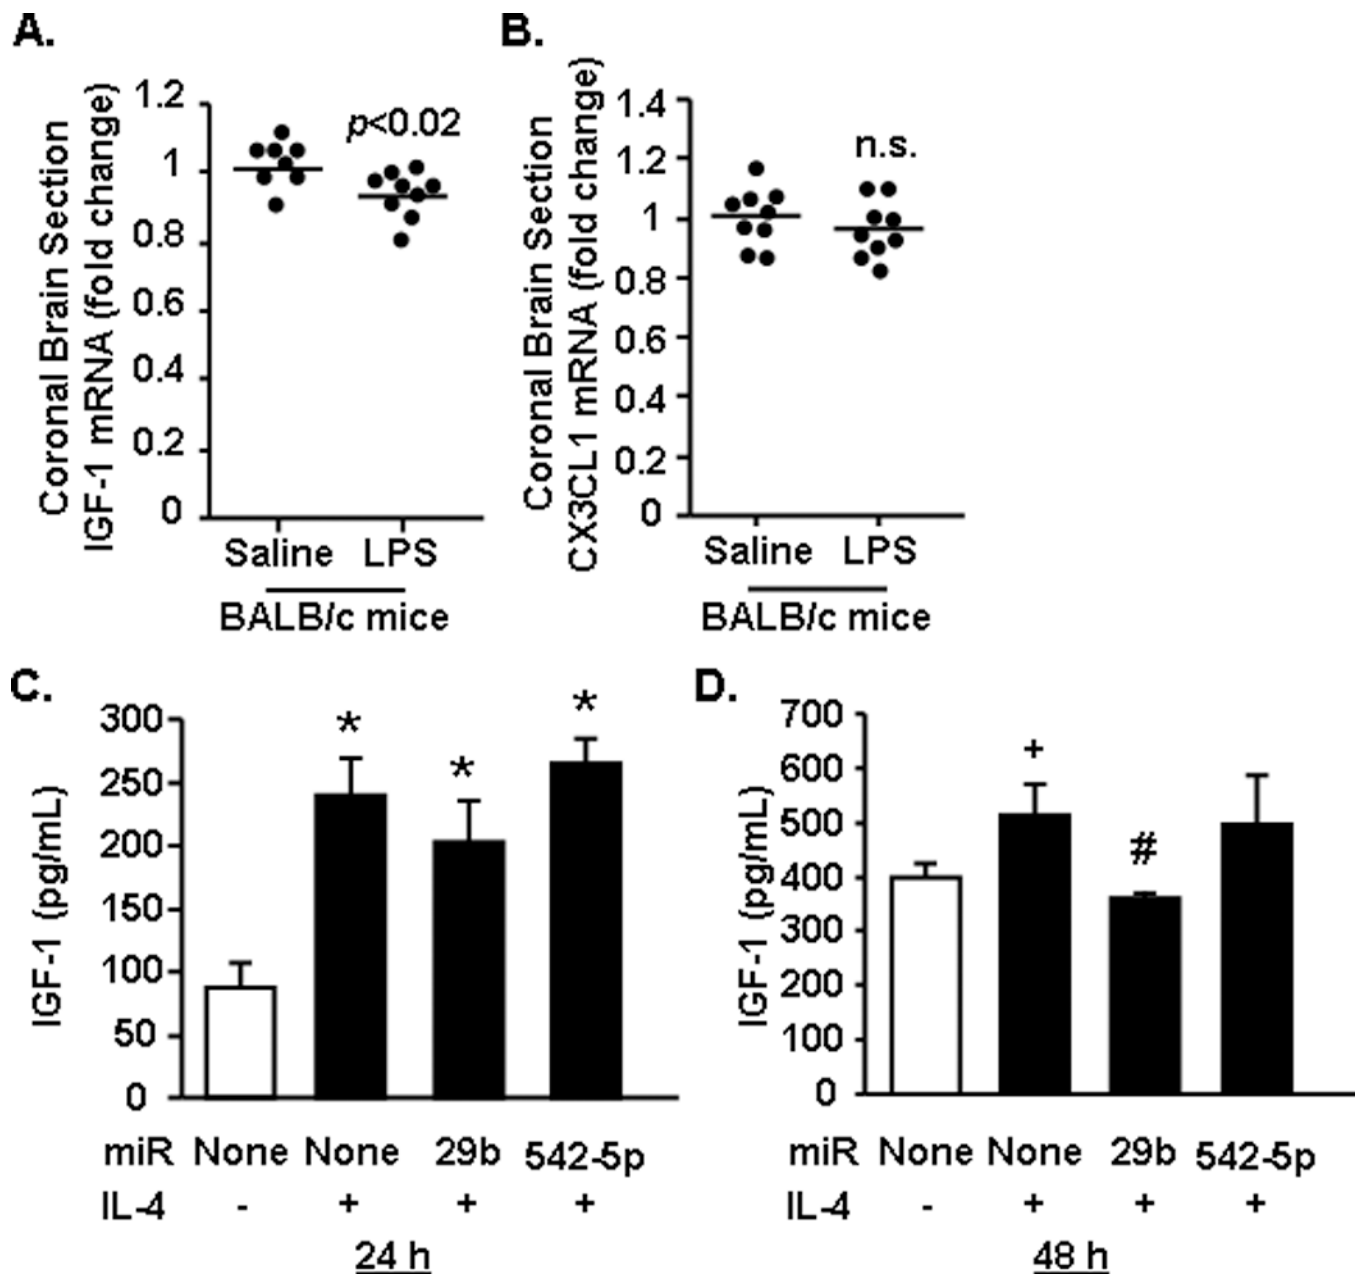 A.
Coronal Brain Section
IGF-1 mRNA (fold change)
1.2
1
0.8
0.6
0.4
0.2
0
p<0.02
Saline LPS
BALB/c mice
B.
Coronal Brain Section
CX3CL1 mRNA (fold change)
1.4
1.2
1
0.8
0.6
0.4
0.2
0
n.s.
Saline LPS
BALB/c mice
C.
IGF-1 (pg/mL)
300
250
200
150
100
50
0
* * *
miR None None 29b 542-5p
IL-4 - + + +
24 h
D.
IGF-1 (pg/mL)
700
600
500
400
300
200
100
0
+ #
miR None None 29b 542-5p
IL-4 - + + +
48 h